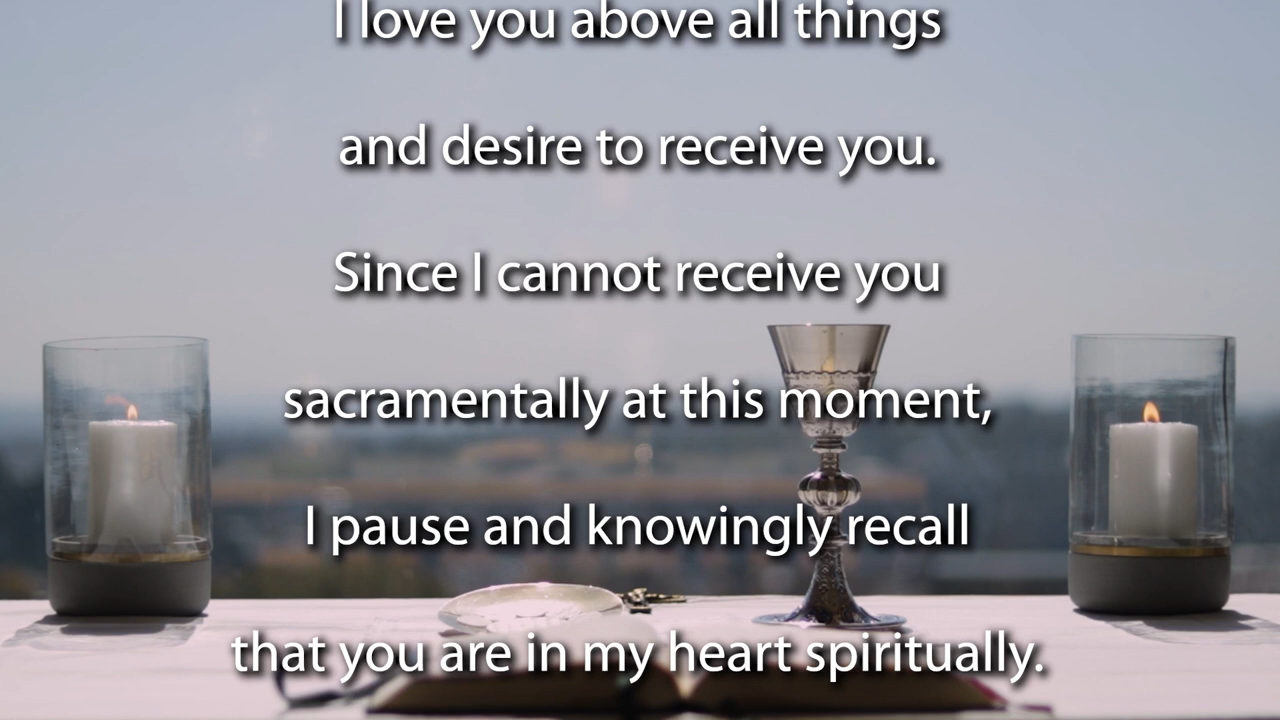 I love you above all things
and desire to receive you.
Since I cannot receive you
sacramentally at this moment,
I pause and knowingly recall
that you are in my heart spiritually.